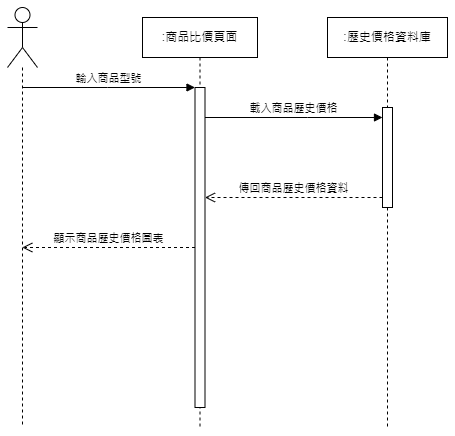 :商品比價頁面
:歷史價格資料庫
輸入商品型號
載入商品歷史價格
傳回商品歷史價格資料
顯示商品歷史價格圖表